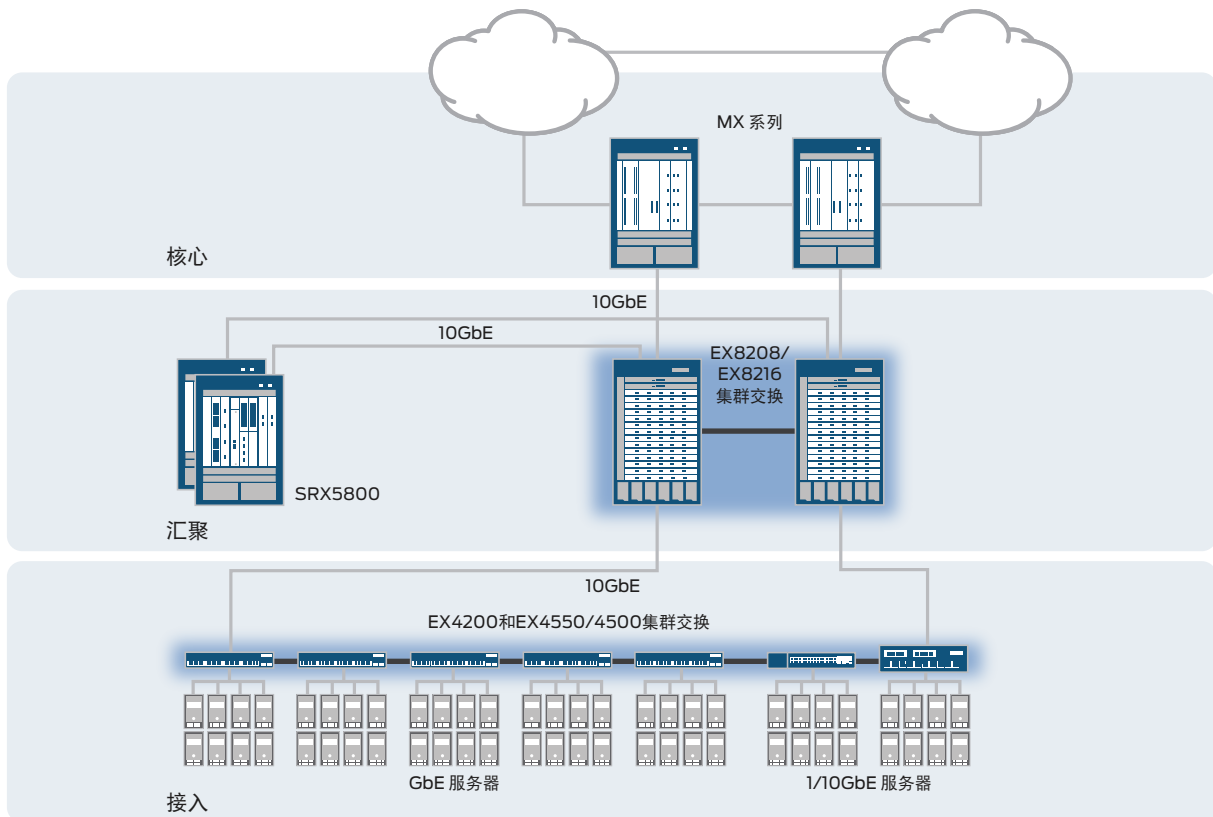 MX 系列
核心
10GbE
10GbE
EX8208/
EX8216
集群交换
SRX5800
汇聚
10GbE
EX4200和EX4550/4500集群交换
GbE 服务器
1/10GbE 服务器
接入